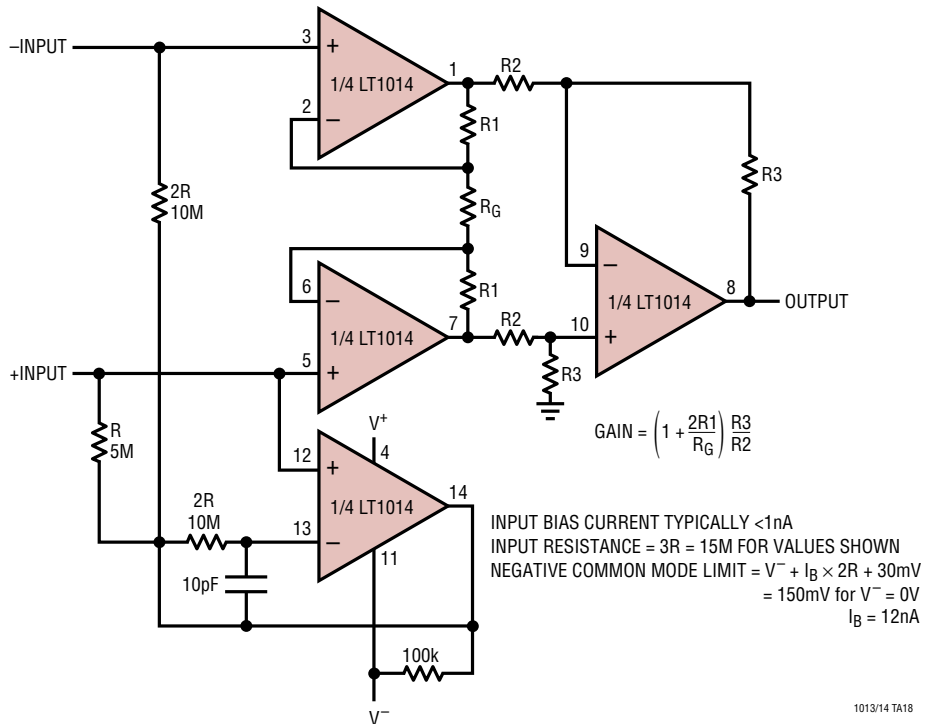 –INPUT
3
+
1/4 LT1014
2
–
1
R2
R1
2R
10M
RG
R3
6
–
1/4 LT1014
5
+
R1
7
R2
9
–
1/4 LT1014
10
+
8
OUTPUT
R3
+INPUT
R
5M
GAIN = (1 + 2R1/RG) R3/R2
V+
4
12
+
1/4 LT1014
14
2R
10M
13
–
11
10pF
INPUT BIAS CURRENT TYPICALLY <1nA
INPUT RESISTANCE = 3R = 15M FOR VALUES SHOWN
NEGATIVE COMMON MODE LIMIT = V– + IB × 2R + 30mV
= 150mV for V– = 0V
IB = 12nA
100k
V–
1013/14 TA18